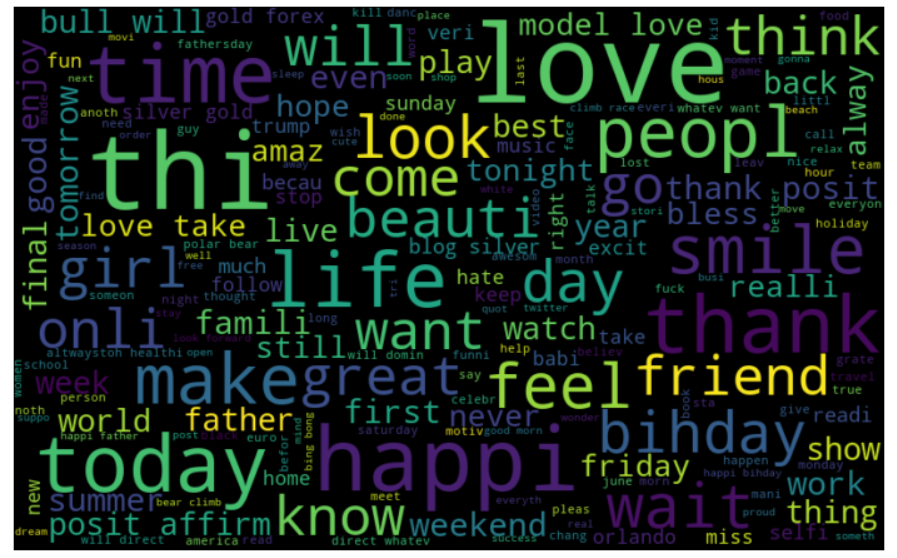 bull will gold forex kill danc place model love think
movi fathersday will veri word kid food
fun time even play love last gonna
next sleep soon shop moment game hous back alway
good enjoy made anoth silver gold hope sunday done climb race everi whatev want littl beach
tomorrow need order guy trump wish cute look best music face peopl call relax
thi amaz becau away come tonight lost leav nice hour team
find stop white go thank posit everyon
love take live beauti video right talk year stori bless better move holiday
final season polar bear well much blog silver awesom excit month smile
girl free follow life hate day busi realli
someon night thought tri keep quot twitter fuck
onli stay famili long want watch take thank
look forward still will domin funni help babi believ
altwaystoh healthi open school women week make great say feel friend grate travel true
person celebr wonder book sta give
noth suppo world father first never readi
happi father post black euro befor mind bing bong saturday motiv good morn bihday show
today home happi friday happen monday
new summer bear climb meet everyth june morn happi bihday work
know weekend pleas wait mani proud thing
posit affirm real chang orlando miss selfi
dream will direct america read direct whatev success someth